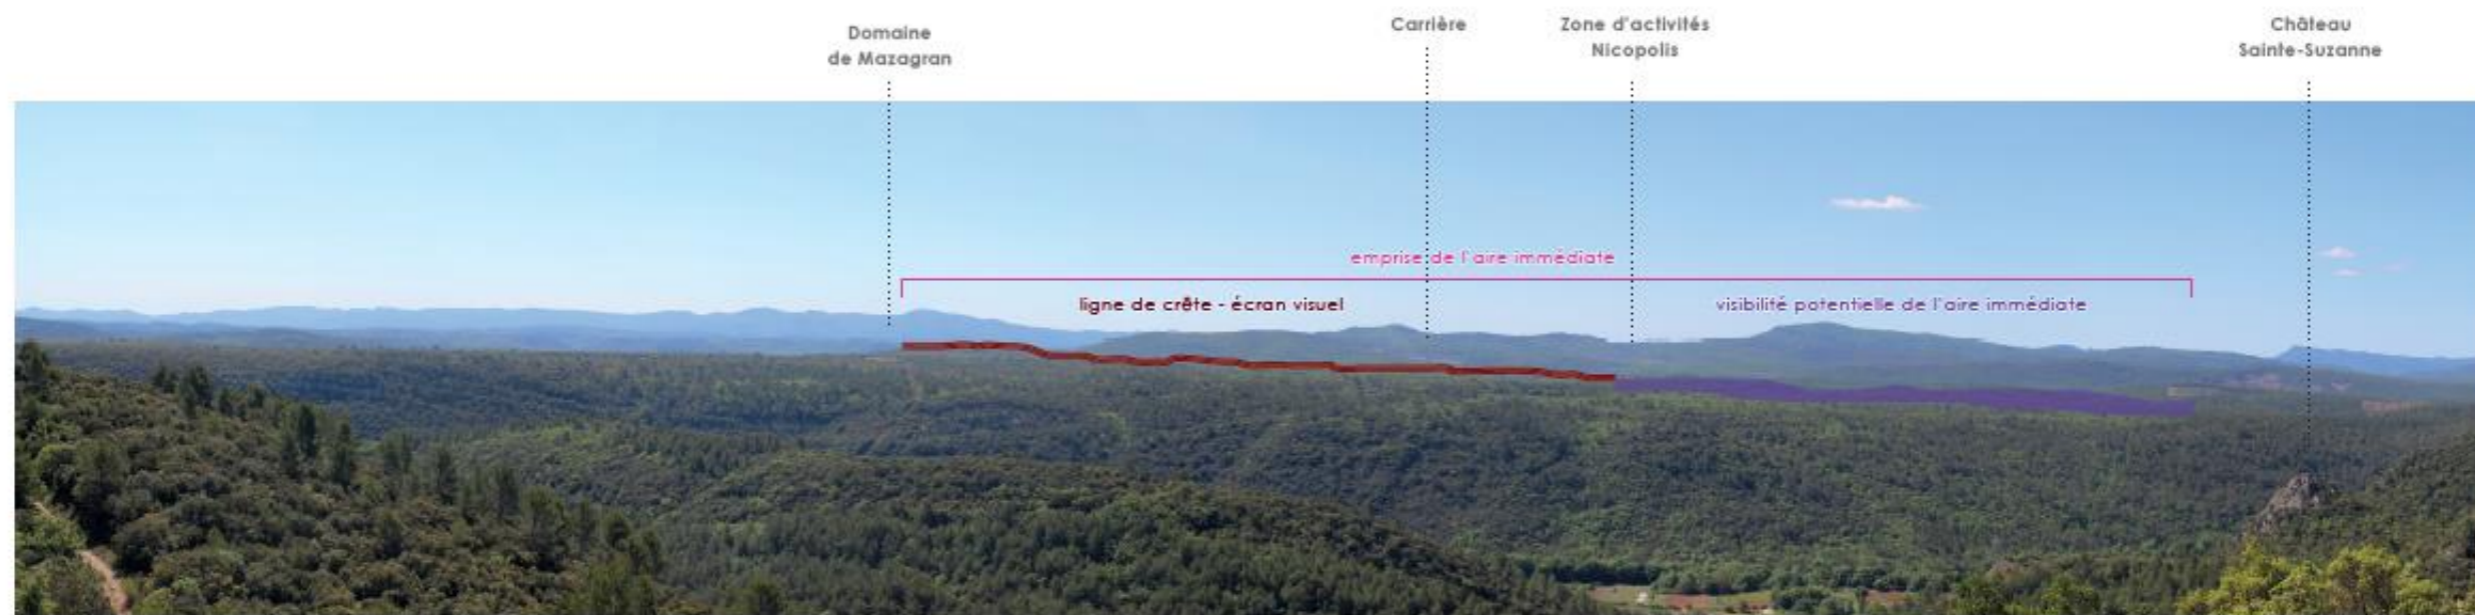 Domaine
de Mazagran
Carrière
Zone d'activités
Nicopolis
Château
Sainte-Suzanne
emprise de l'aire immédiate
ligne de crête - écran visuel
visibilité potentielle de l'aire immédiate